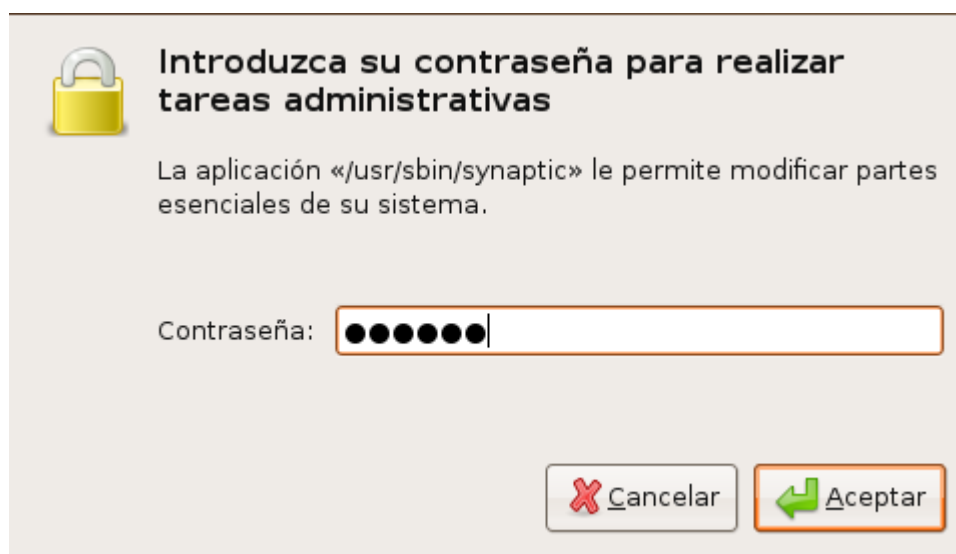 Introduzca su contraseña para realizar
tareas administrativas
La aplicación «/usr/sbin/synaptic» le permite modificar partes
esenciales de su sistema.
Contraseña: ●●●●●●
Cancelar Aceptar